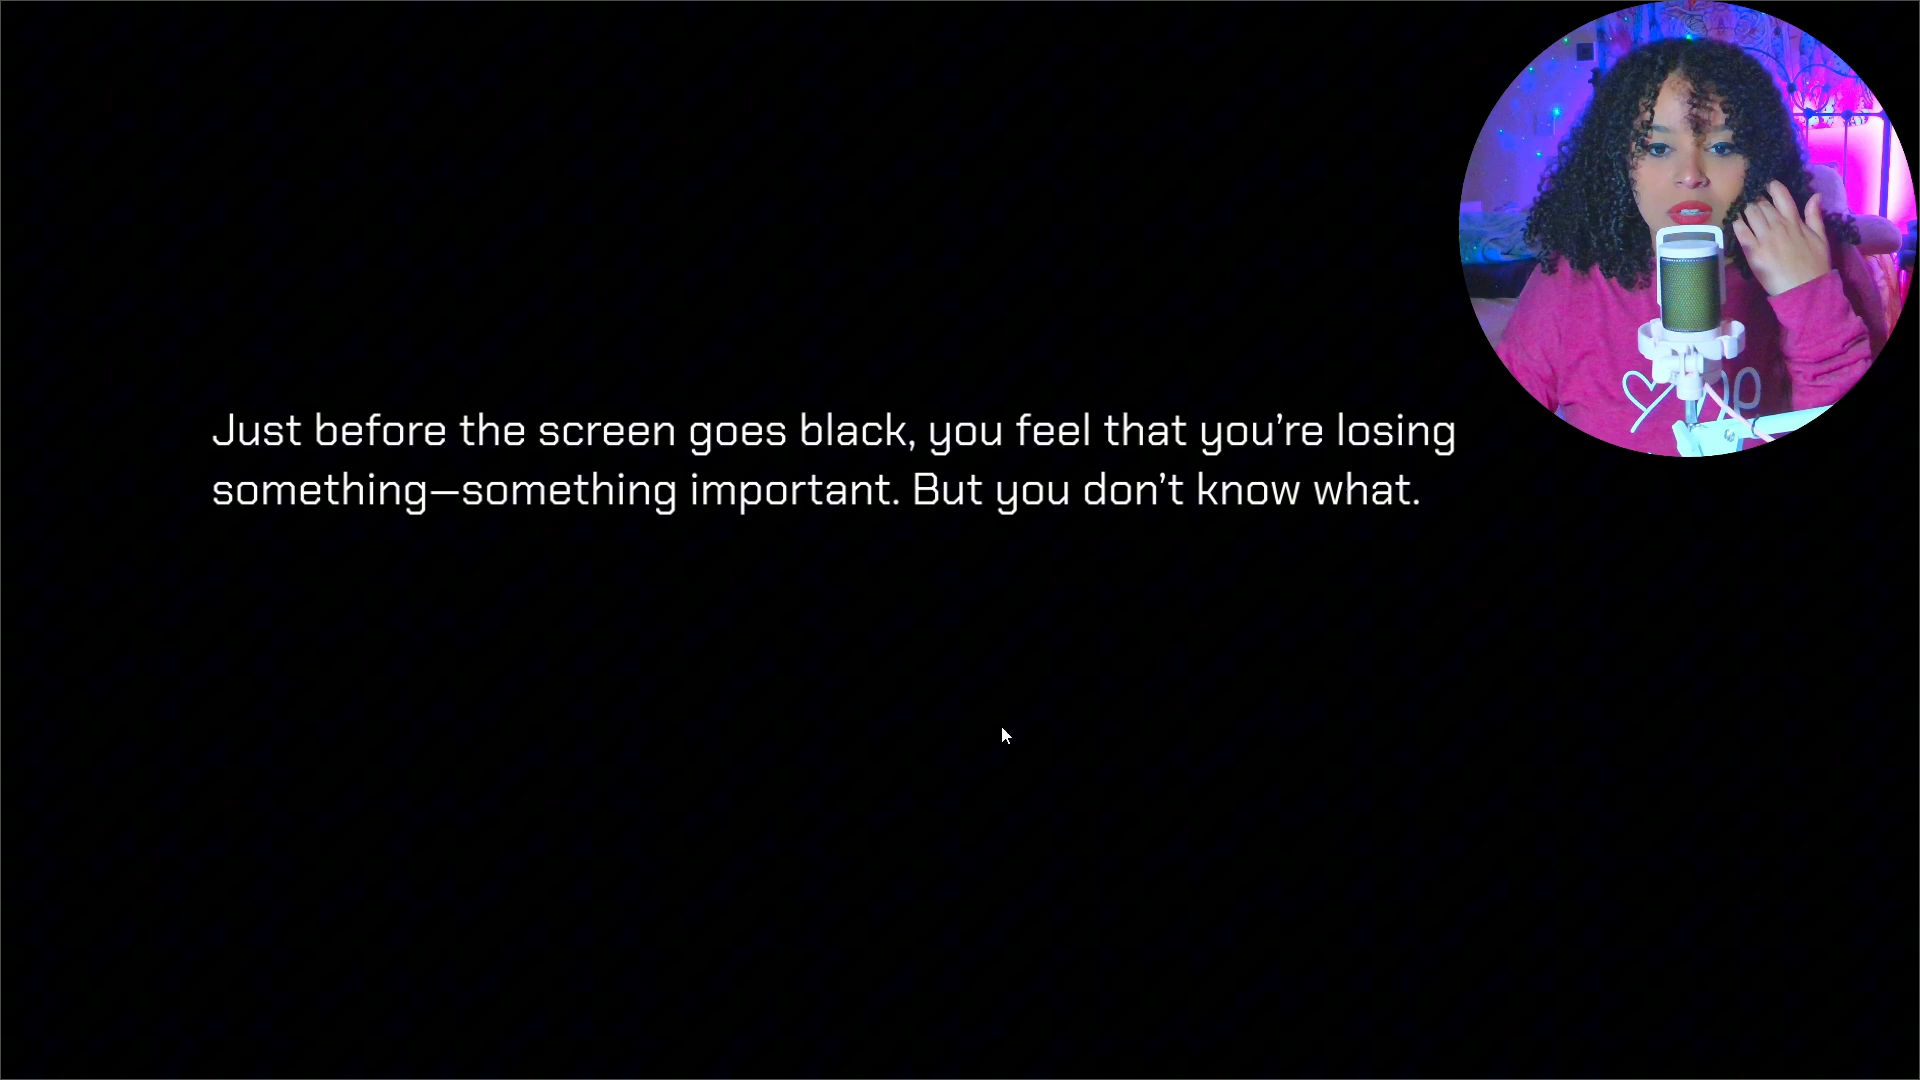 Just before the screen goes black, you feel that you’re losing
something—something important. But you don’t know what.